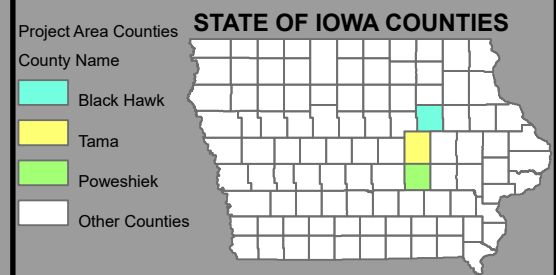 STATE OF IOWA COUNTIES
Project Area Counties
County Name
Black Hawk
Tama
Poweshiek
Other Counties